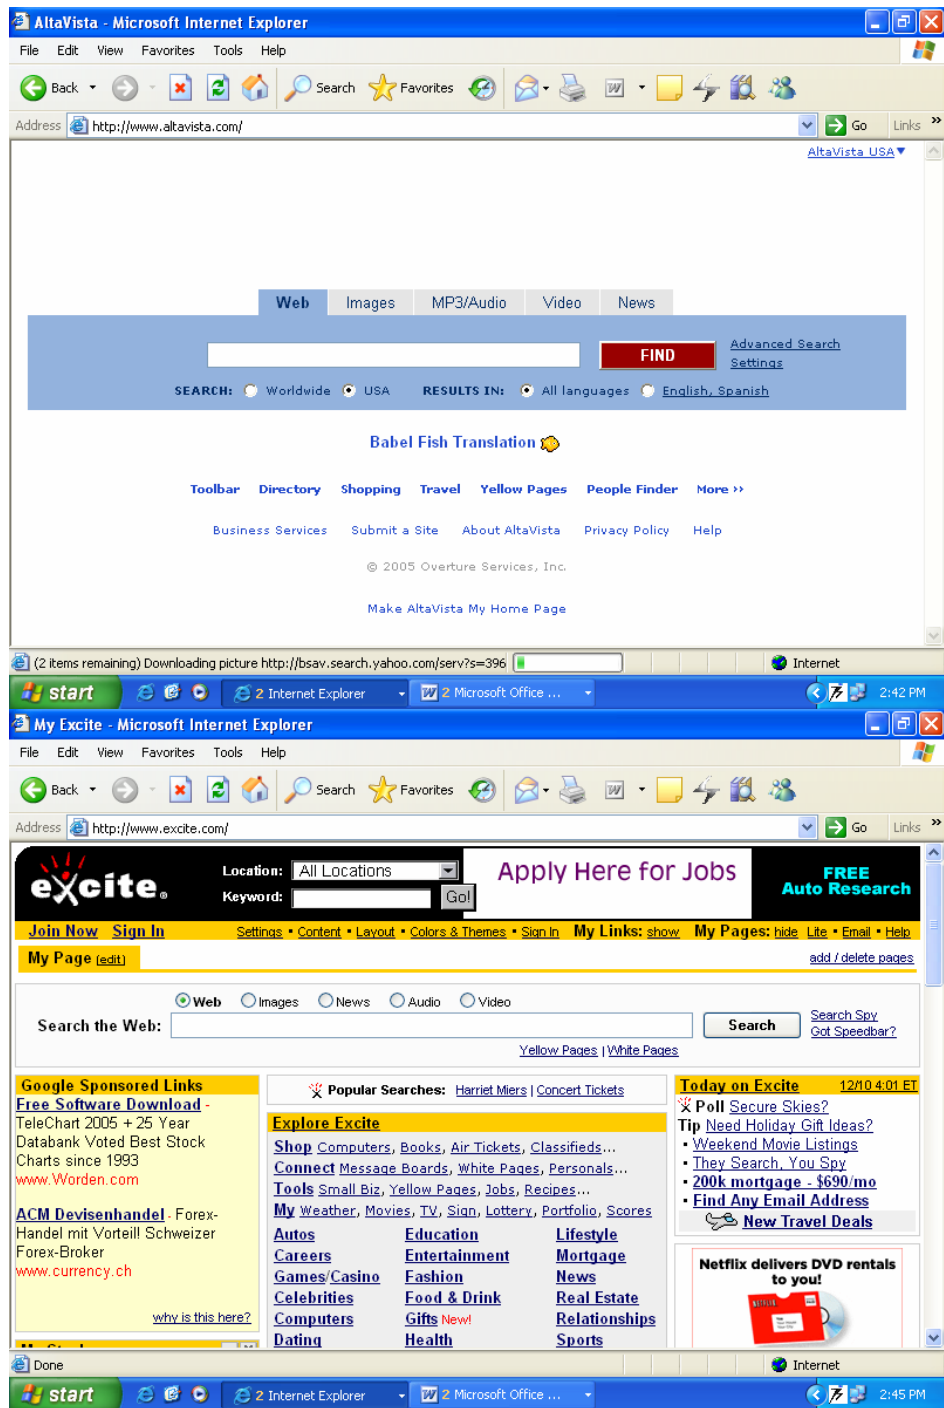 AltaVista - Microsoft Internet Explorer
File Edit View Favorites Tools Help
Back Search Favorites
Address http://www.altavista.com/ Go Links »
AltaVista USA
Web Images MP3/Audio Video News
FIND
Advanced Search
Settings
SEARCH: Worldwide USA RESULTS IN: All languages English, Spanish
Babel Fish Translation
Toolbar Directory Shopping Travel Yellow Pages People Finder More >>
Business Services Submit a Site About AltaVista Privacy Policy Help
© 2005 Overture Services, Inc.
Make AltaVista My Home Page
(2 items remaining) Downloading picture http://bsav.search.yahoo.com/serv?s=396 Internet
start 2 Internet Explorer 2 Microsoft Office ... 2:42 PM
My Excite - Microsoft Internet Explorer
File Edit View Favorites Tools Help
Back Search Favorites
Address http://www.excite.com/ Go Links »
excite®
Location: All Locations
Keyword: Go!
Apply Here for Jobs
FREE
Auto Research
Join Now Sign In Settings • Content • Layout • Colors & Themes • Sign In My Links: show My Pages: hide Lite • Email • Help
My Page (edit) add / delete pages
Web Images News Audio Video
Search the Web: Search
Search Spy
Got Speedbar?
Yellow Pages | White Pages
Google Sponsored Links
Free Software Download -
TeleChart 2005 + 25 Year
Databank Voted Best Stock
Charts since 1993
www.Worden.com
ACM Devisenhandel - Forex-
Handel mit Vorteil! Schweizer
Forex-Broker
www.currency.ch
why is this here?
Popular Searches: Harriet Miers | Concert Tickets
Explore Excite
Shop Computers, Books, Air Tickets, Classifieds...
Connect Message Boards, White Pages, Personals...
Tools Small Biz, Yellow Pages, Jobs, Recipes...
My Weather, Movies, TV, Sign, Lottery, Portfolio, Scores
Autos Education Lifestyle
Careers Entertainment Mortgage
Games/Casino Fashion News
Celebrities Food & Drink Real Estate
Computers Gifts New! Relationships
Dating Health Sports
Today on Excite 12/10 4:01 ET
Poll Secure Skies?
Tip Need Holiday Gift Ideas?
• Weekend Movie Listings
• They Search, You Spy
• 200k mortgage - $690/mo
• Find Any Email Address
New Travel Deals
Netflix delivers DVD rentals
to you!
NETFLIX
Done Internet
start 2 Internet Explorer 2 Microsoft Office ... 2:45 PM